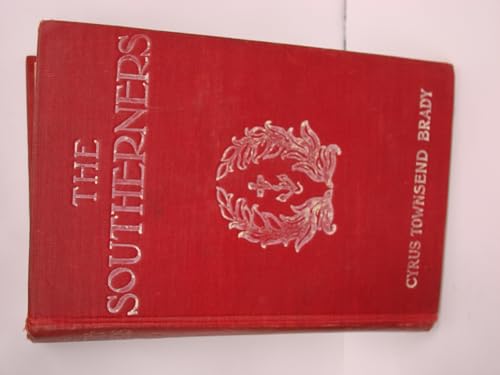 THE
SOUTHERNERS
CYRUS TOWNSEND BRADY